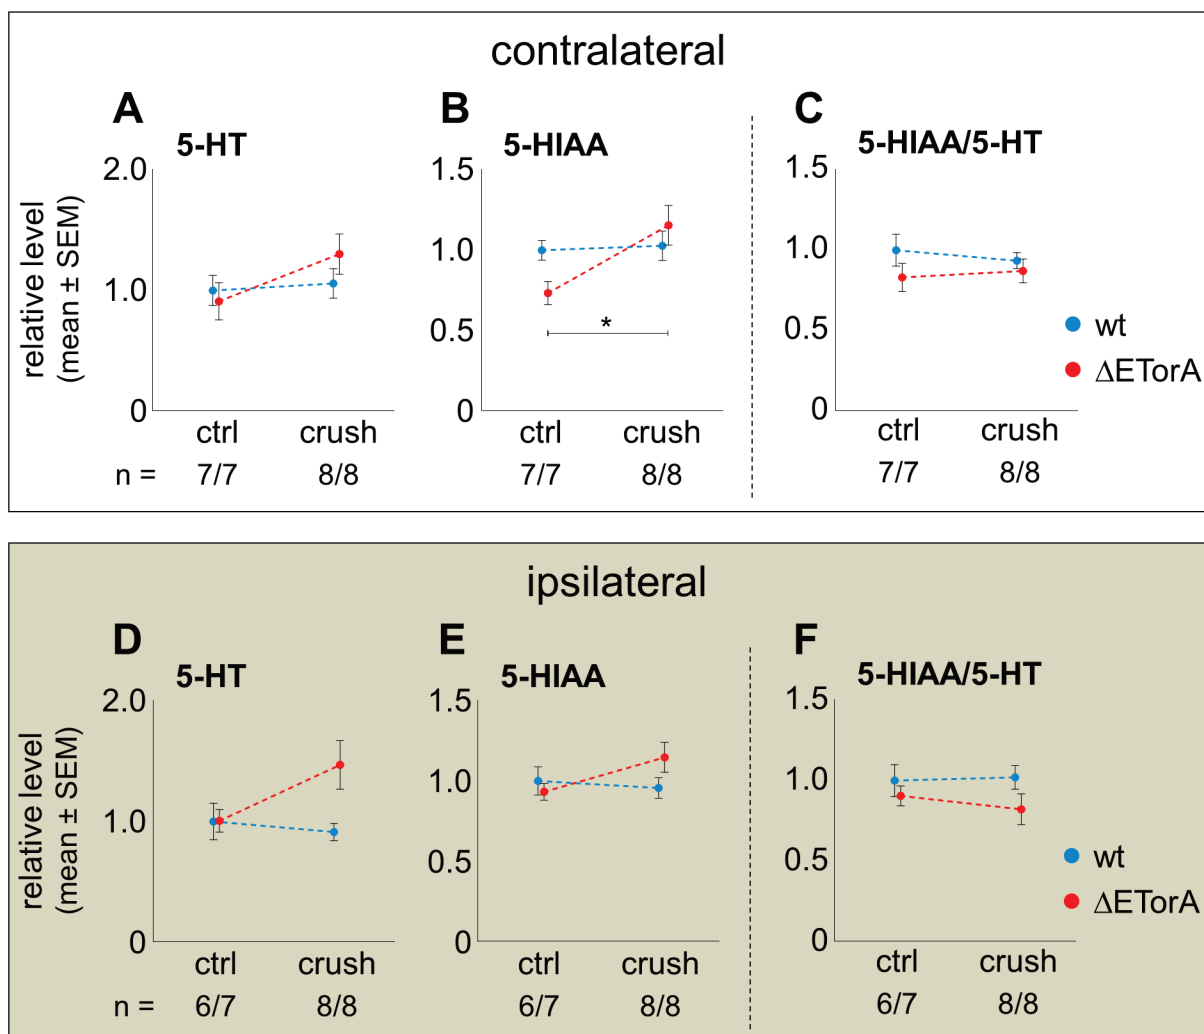 contralateral
A
5-HT
relative level
(mean ± SEM)
2.0
1.0
0
ctrl crush
n = 7/7 8/8
B
5-HIAA
1.5
1.0
0.5
0
*
ctrl crush
7/7 8/8
C
5-HIAA/5-HT
1.5
1.0
0.5
0
ctrl crush
7/7 8/8
wt
ΔETorA
ipsilateral
D
5-HT
relative level
(mean ± SEM)
2.0
1.0
0
ctrl crush
n = 6/7 8/8
E
5-HIAA
1.5
1.0
0.5
0
ctrl crush
6/7 8/8
F
5-HIAA/5-HT
1.5
1.0
0.5
0
ctrl crush
6/7 8/8
wt
ΔETorA